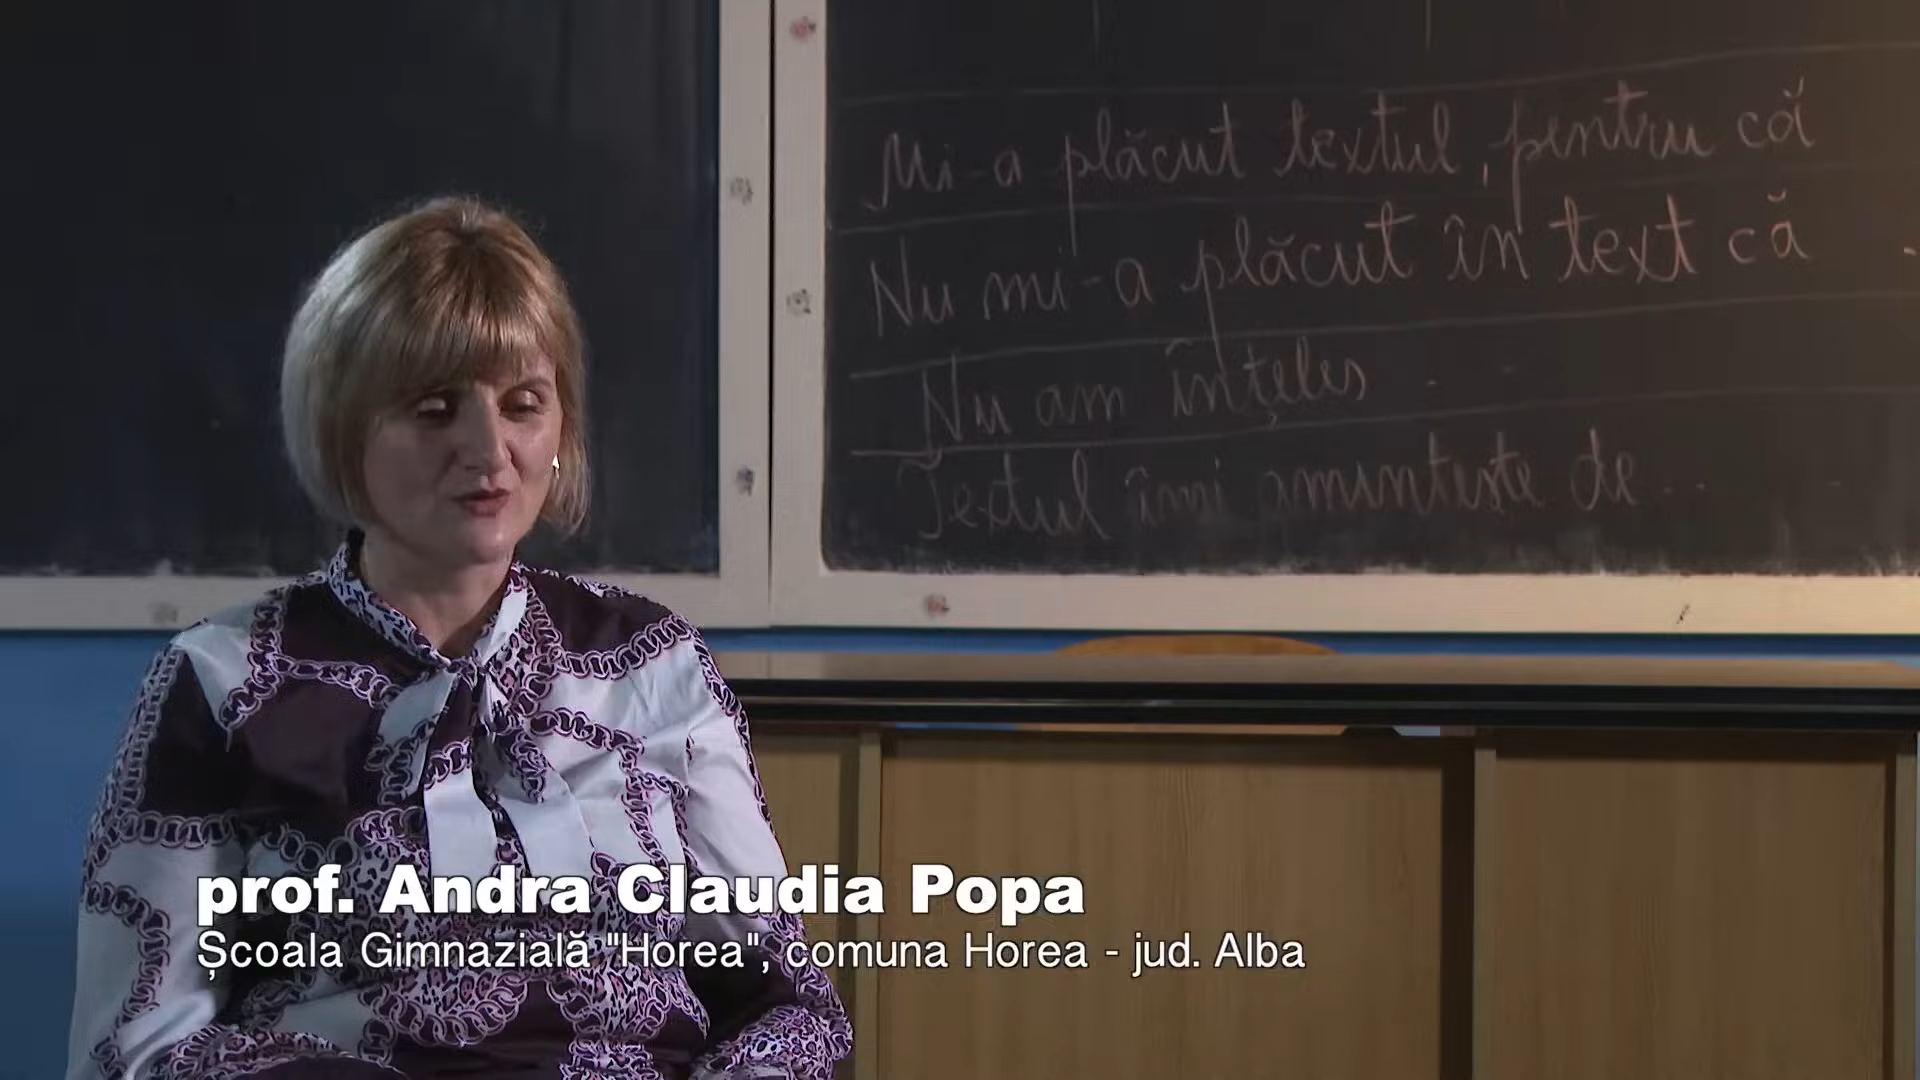 Mi-a plăcut textul, pentru că
Nu mi-a plăcut în text că .
Nu am înțeles . .
Textul îmi amintește de . .
prof. Andra Claudia Popa
Școala Gimnazială "Horea", comuna Horea - jud. Alba